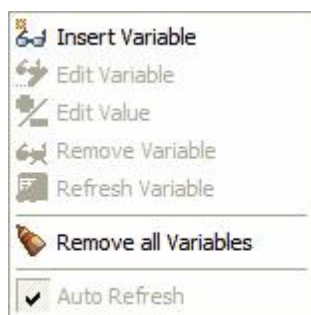 Insert Variable
Edit Variable
Edit Value
Remove Variable
Refresh Variable
Remove all Variables
Auto Refresh